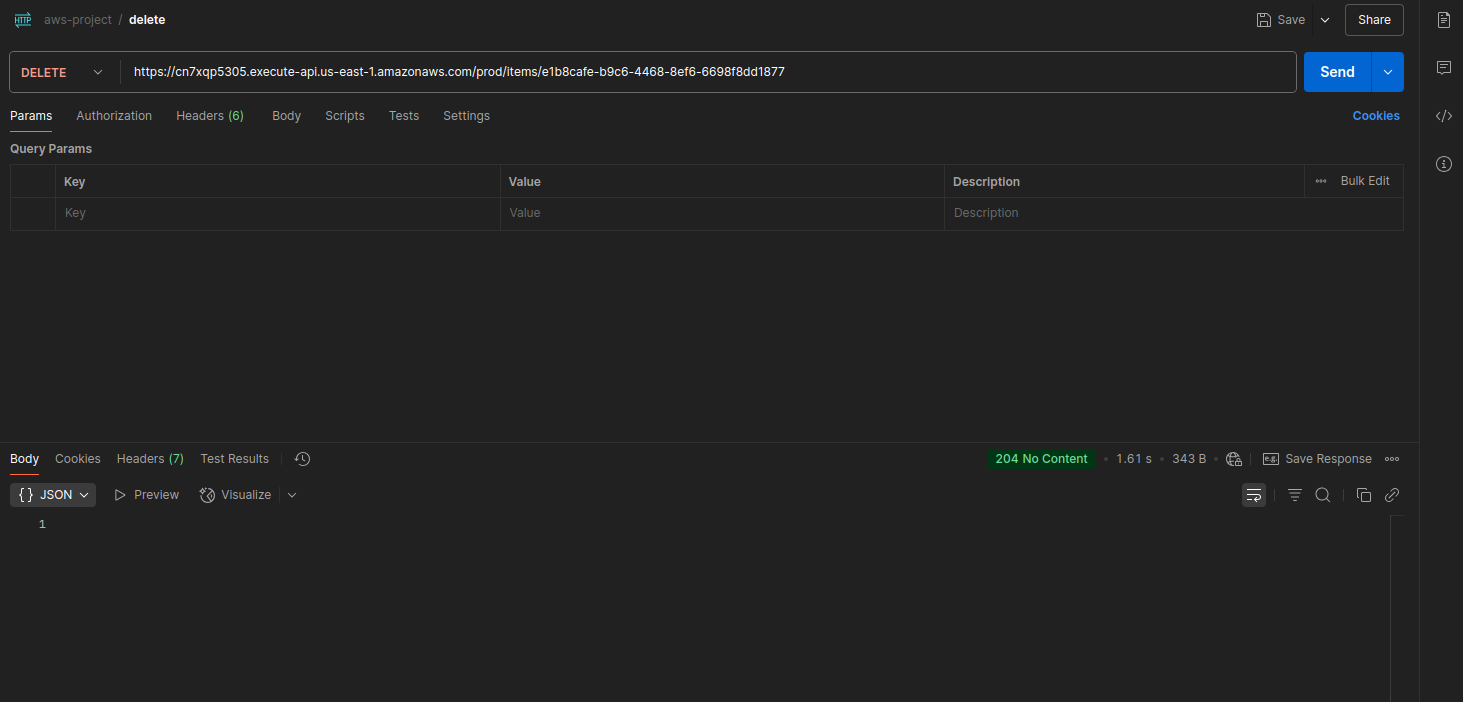 HTTP aws-project / delete Save Share
DELETE https://cn7xqp5305.execute-api.us-east-1.amazonaws.com/prod/items/e1b8cafe-b9c6-4468-8ef6-6698f8dd1877 Send
Params Authorization Headers (6) Body Scripts Tests Settings Cookies
Query Params
Key Value Description ••• Bulk Edit
Key Value Description
Body Cookies Headers (7) Test Results 204 No Content • 1.61 s • 343 B • e.g. Save Response •••
{} JSON Preview Visualize
1